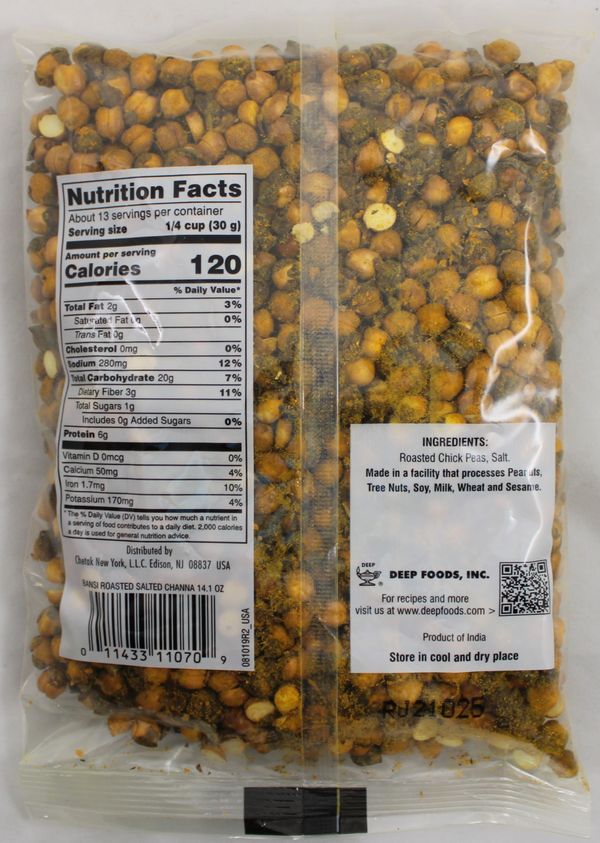 Nutrition Facts
About 13 servings per container
Serving size 1/4 cup (30 g)
Amount per serving
Calories 120
% Daily Value*
Total Fat 2g 3%
Saturated Fat 0g 0%
Trans Fat 0g
Cholesterol 0mg 0%
Sodium 280mg 12%
Total Carbohydrate 20g 7%
Dietary Fiber 3g 11%
Total Sugars 1g
Includes 0g Added Sugars 0%
Protein 6g
Vitamin D 0mcg 0%
Calcium 50mg 4%
Iron 1.7mg 10%
Potassium 170mg 4%
* The % Daily Value (DV) tells you how much a nutrient in
a serving of food contributes to a daily diet. 2,000 calories
a day is used for general nutrition advice.
Distributed by
Chetak New York, L.L.C. Edison, NJ 08837 USA
BANSI ROASTED SALTED CHANNA 14.1 OZ
0 11433 11070 9
081019R2_USA
INGREDIENTS:
Roasted Chick Peas, Salt.
Made in a facility that processes Peanuts,
Tree Nuts, Soy, Milk, Wheat and Sesame.
DEEP
® DEEP FOODS, INC.
For recipes and more
visit us at www.deepfoods.com >
Product of India
Store in cool and dry place
RJ21025